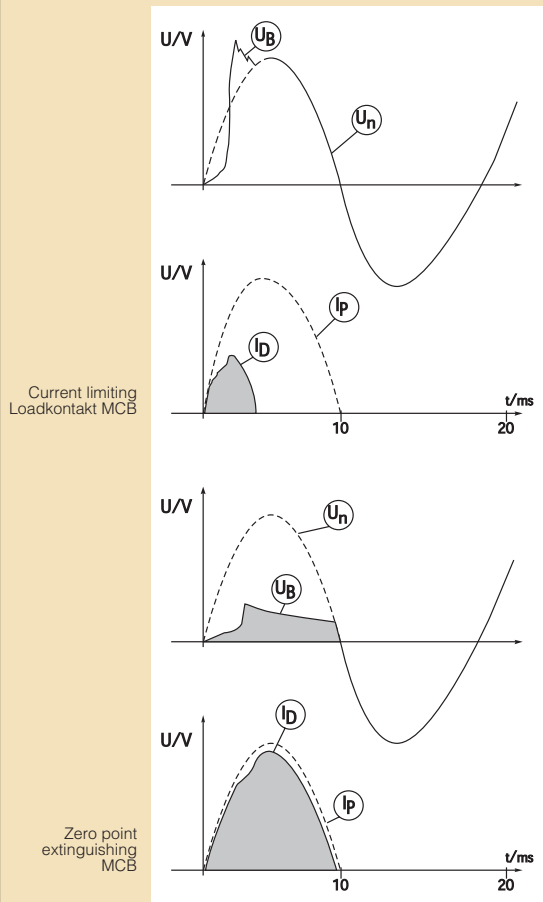 U/V
UB
Un
U/V
IP
ID
Current limiting
Loadkontakt MCB
t/ms
10
20
U/V
Un
UB
U/V
ID
IP
Zero point
extinguishing
MCB
t/ms
10
20